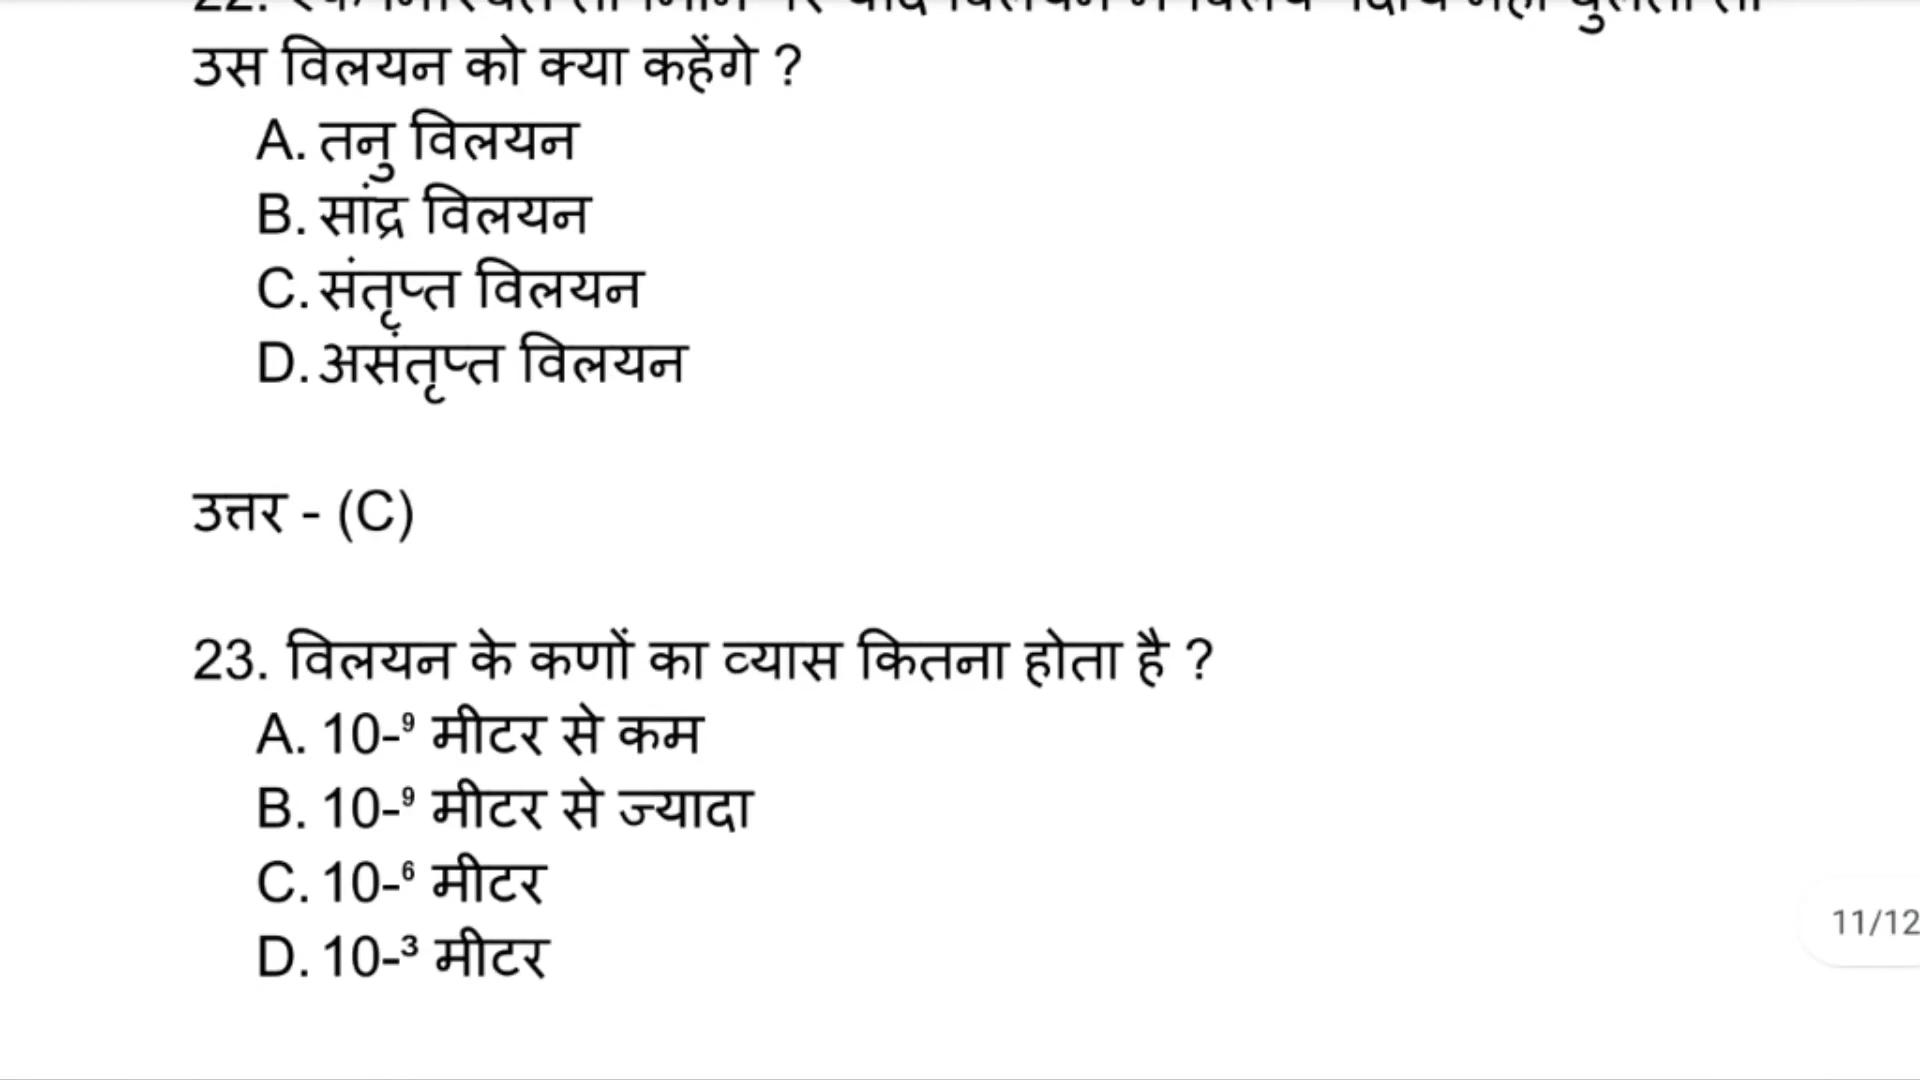 उस विलयन को क्या कहेंगे ?
A. तनु विलयन
B. सांद्र विलयन
C. संतृप्त विलयन
D. असंतृप्त विलयन
उत्तर - (C)
23. विलयन के कणों का व्यास कितना होता है ?
A. 10-⁹ मीटर से कम
B. 10-⁹ मीटर से ज्यादा
C. 10-⁶ मीटर
D. 10-³ मीटर
11/12